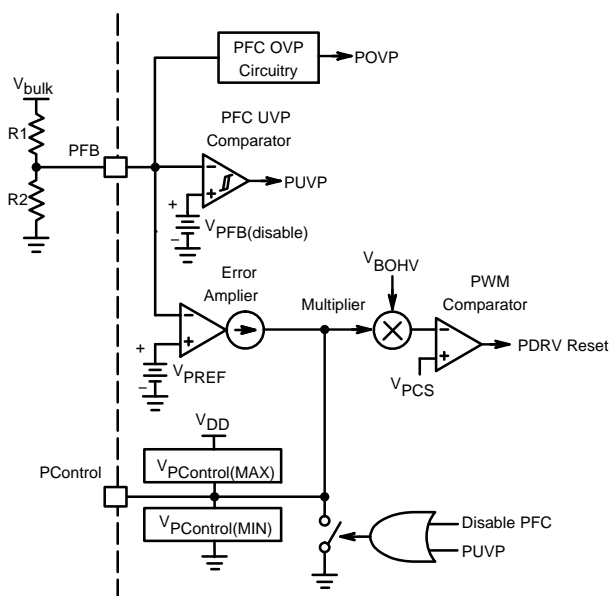 PFC OVP
Circuitry
POVP
Vbulk
R1
PFC UVP
Comparator
PFB
−
+
PUVP
R2
+
−
VPFB(disable)
VBOHV
Error
Amplier
Multiplier
PWM
Comparator
−
+
−
+
PDRV Reset
+
−
VPREF
VPCS
VDD
PControl
VPControl(MAX)
VPControl(MIN)
Disable PFC
PUVP